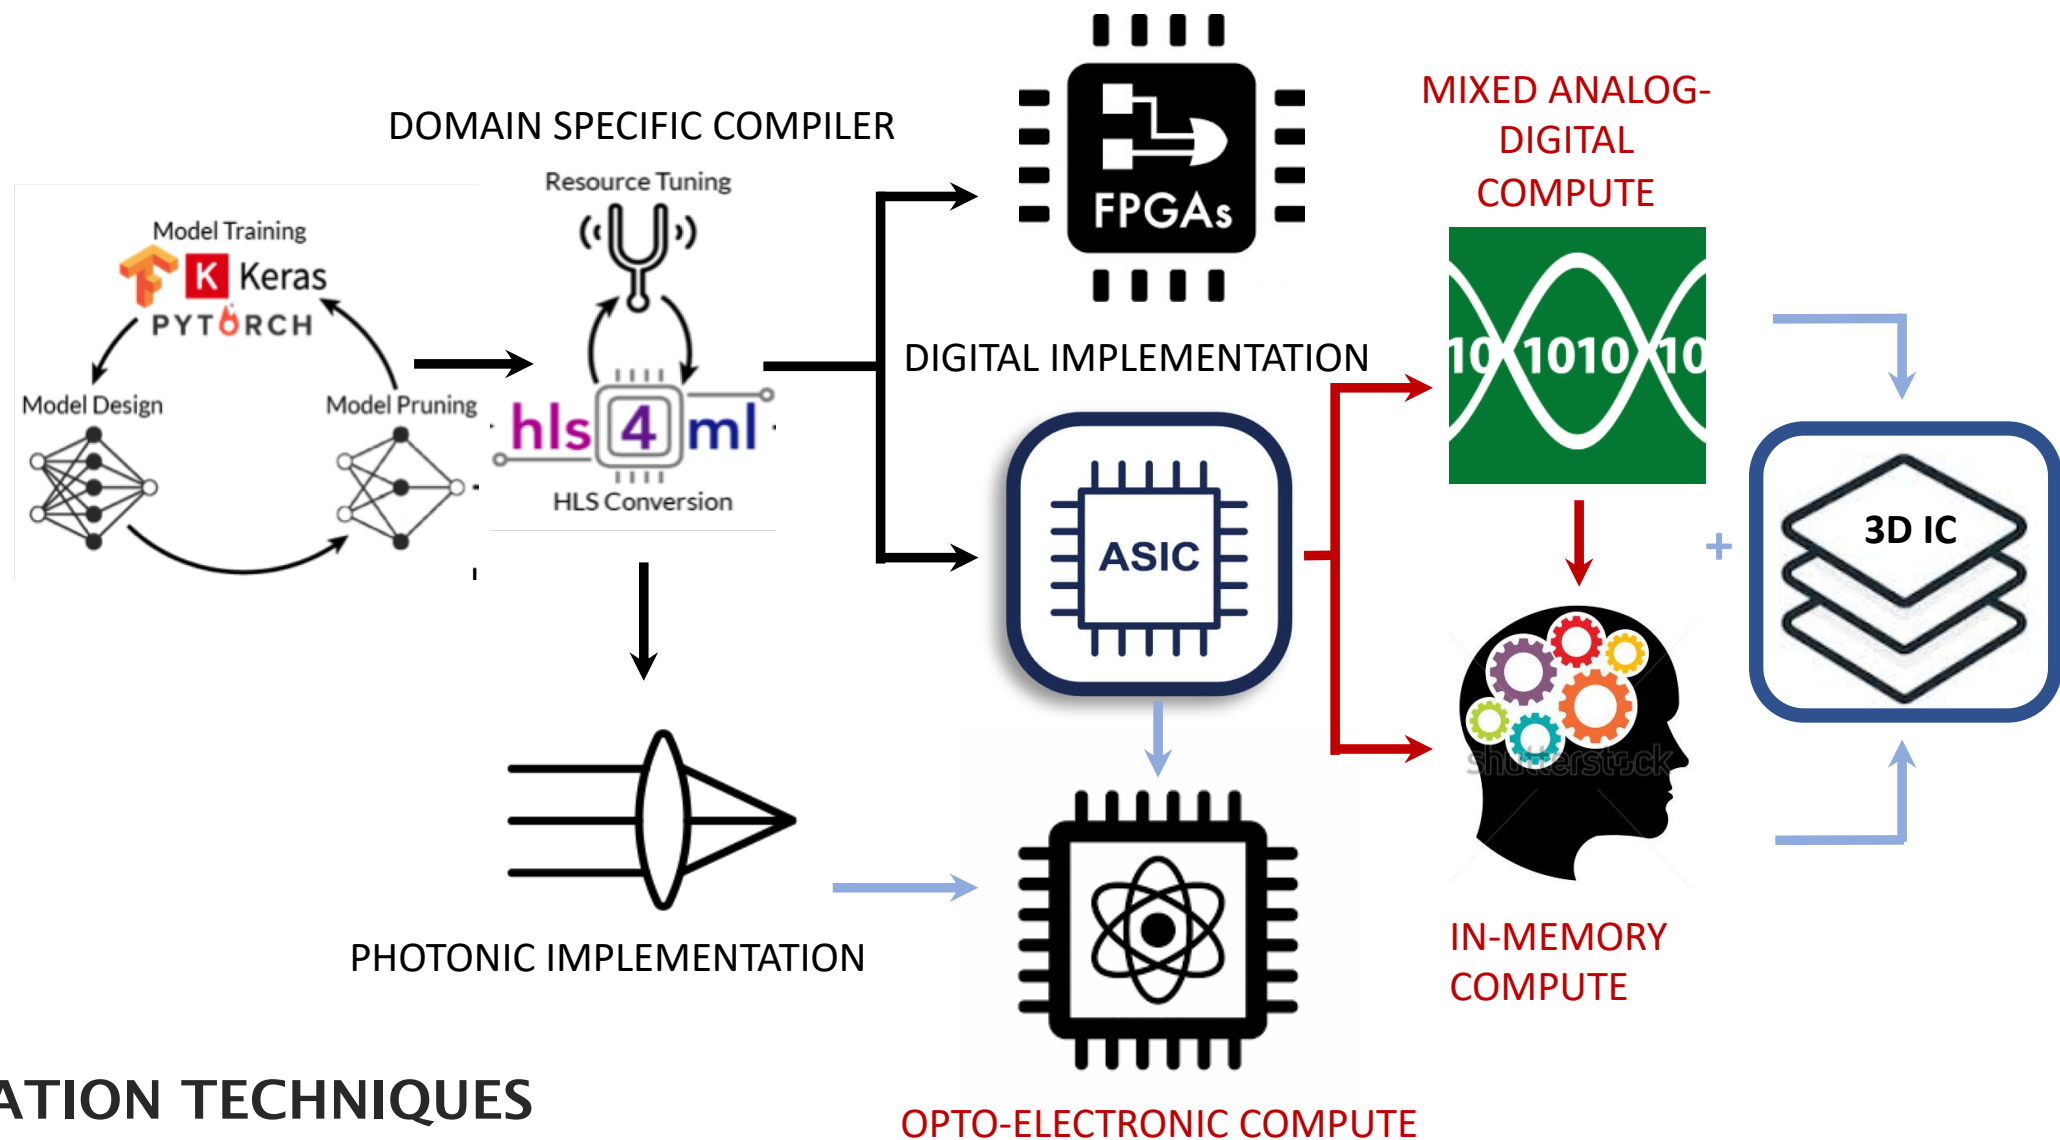 DOMAIN SPECIFIC COMPILER
Resource Tuning
Model Training
K Keras
PYTORCH
Model Design
Model Pruning
hls 4 ml
HLS Conversion
FPGAs
DIGITAL IMPLEMENTATION
ASIC
PHOTONIC IMPLEMENTATION
OPTO-ELECTRONIC COMPUTE
MIXED ANALOG-
DIGITAL
COMPUTE
10 1010 10
+
3D IC
shutterstock
IN-MEMORY
COMPUTE
ATION TECHNIQUES